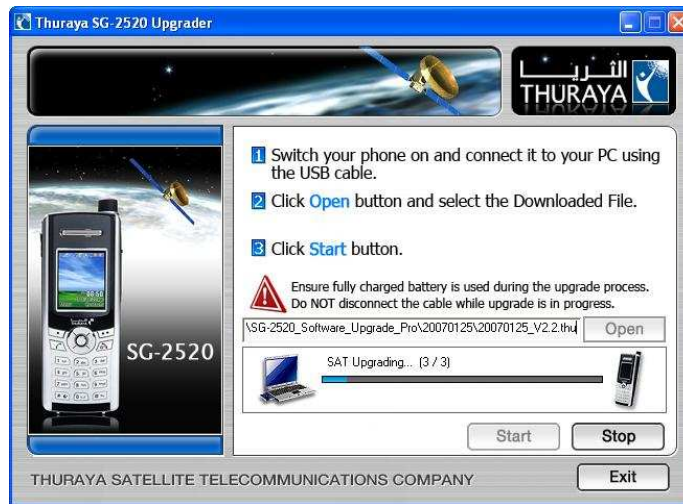 Thuraya SG-2520 Upgrader
الثريا
THURAYA
1 Switch your phone on and connect it to your PC using
the USB cable.
2 Click Open button and select the Downloaded File.
3 Click Start button.
Ensure fully charged battery is used during the upgrade process.
Do NOT disconnect the cable while upgrade is in progress.
\SG-2520_Software_Upgrade_Pro\20070125\20070125_V2.2.thu
Open
SG-2520
SAT Upgrading... (3 / 3)
Start
Stop
THURAYA SATELLITE TELECOMMUNICATIONS COMPANY
Exit